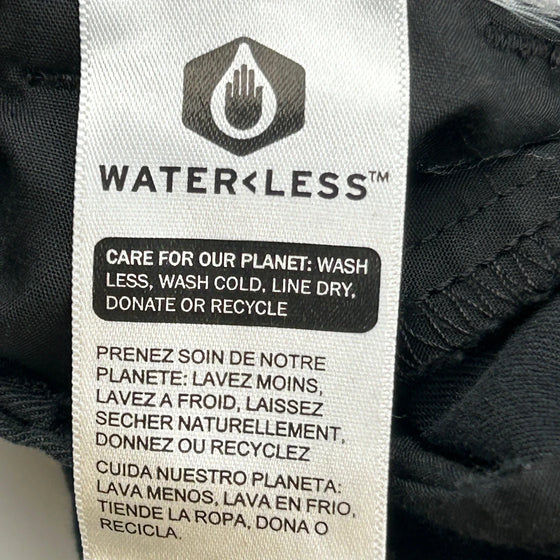 WATER<LESS™
CARE FOR OUR PLANET: WASH
LESS, WASH COLD, LINE DRY,
DONATE OR RECYCLE
PRENEZ SOIN DE NOTRE
PLANETE: LAVEZ MOINS,
LAVEZ A FROID, LAISSEZ
SECHER NATURELLEMENT,
DONNEZ OU RECYCLEZ
CUIDA NUESTRO PLANETA:
LAVA MENOS, LAVA EN FRIO,
TIENDE LA ROPA, DONA O
RECICLA.